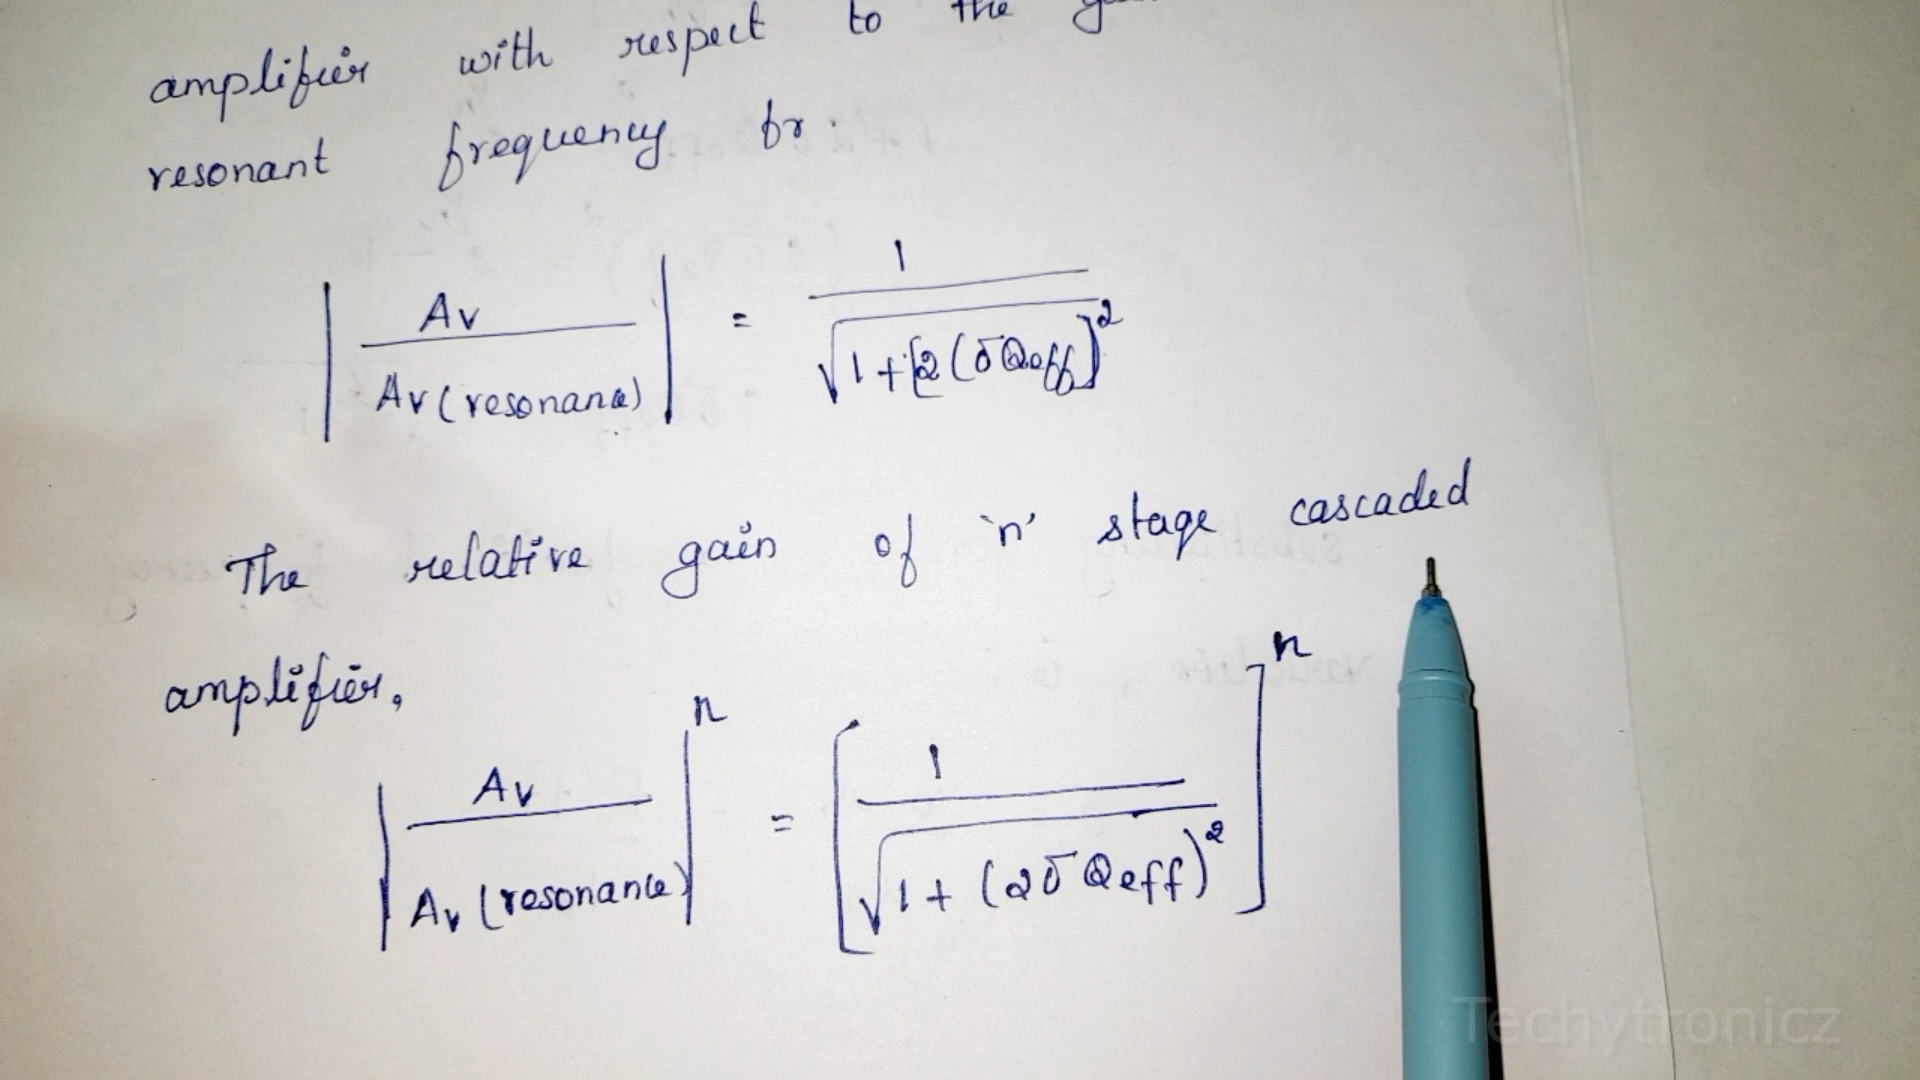 amplifier with respect to the
resonant frequency fr.
| Av / Av (resonance) | = 1 / √1+[2(δQeff]²
The relative gain of 'n' stage cascaded
amplifier,
| Av / Av (resonance) |ⁿ = [ 1 / √1 + (2δQeff)² ]ⁿ
Techytronicz